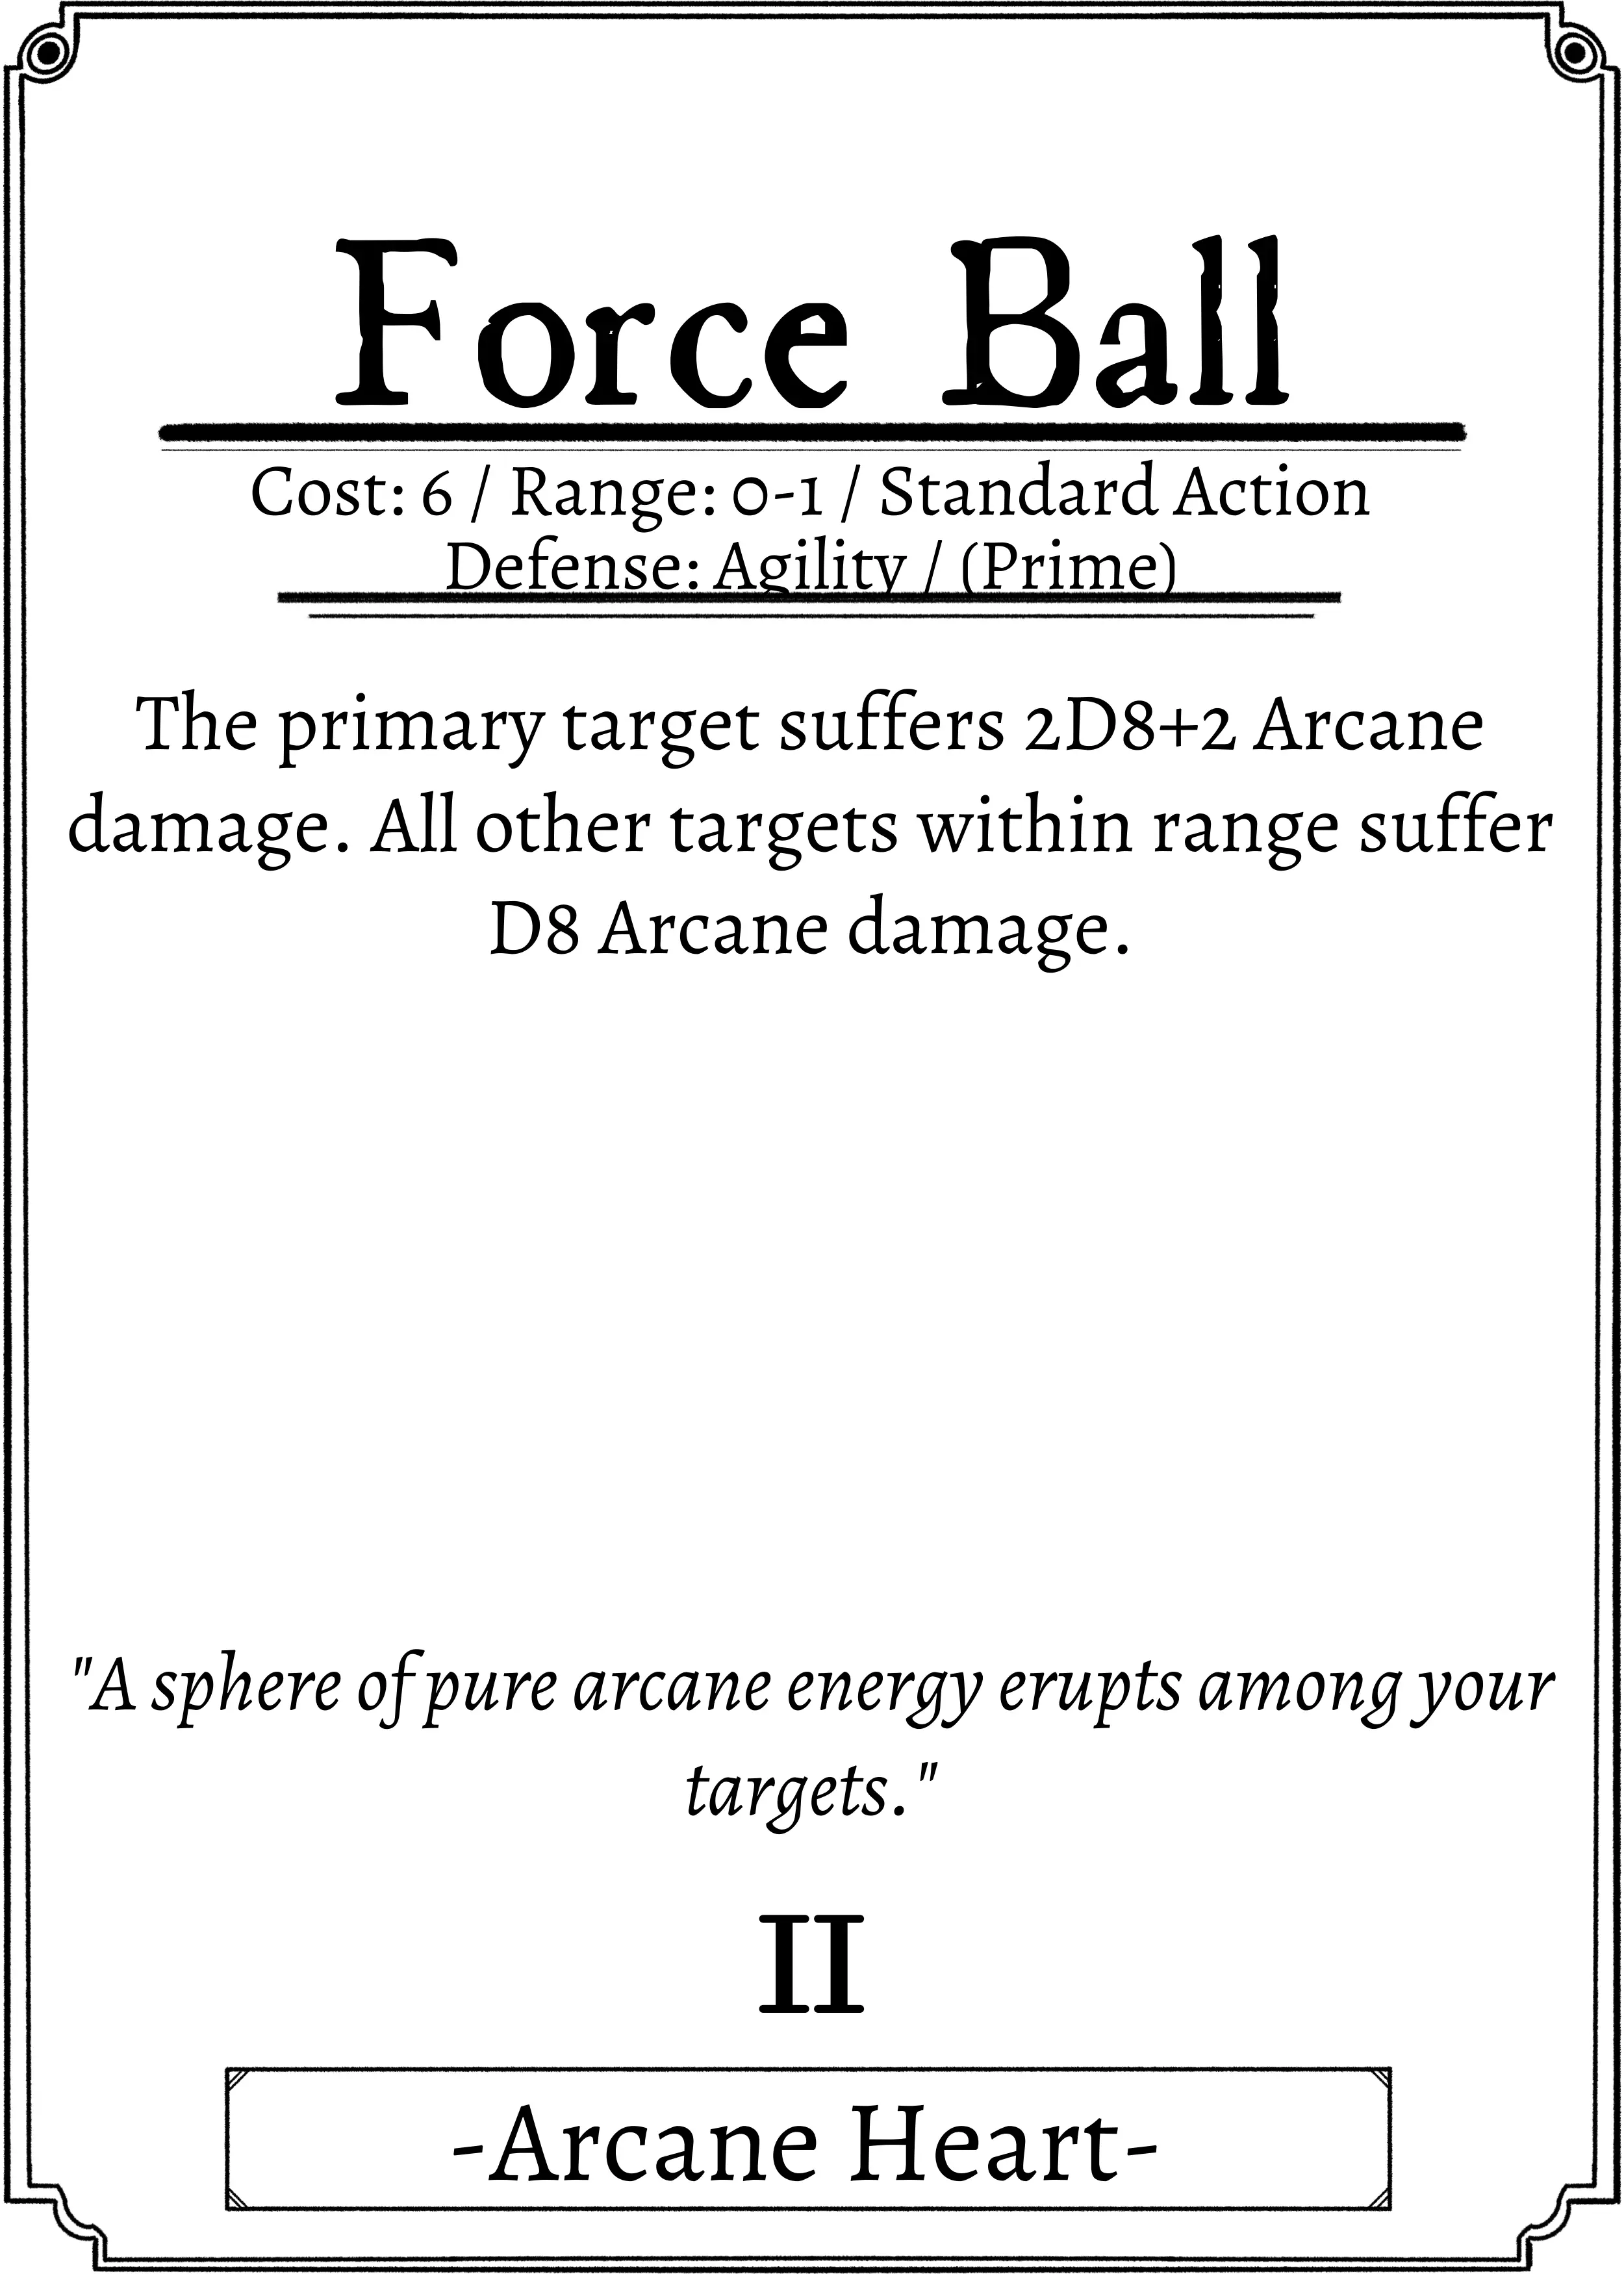 Force Ball
Cost: 6 / Range: 0-1 / Standard Action
Defense: Agility / (Prime)
The primary target suffers 2D8+2 Arcane
damage. All other targets within range suffer
D8 Arcane damage.
"A sphere of pure arcane energy erupts among your
targets."
II
-Arcane Heart-